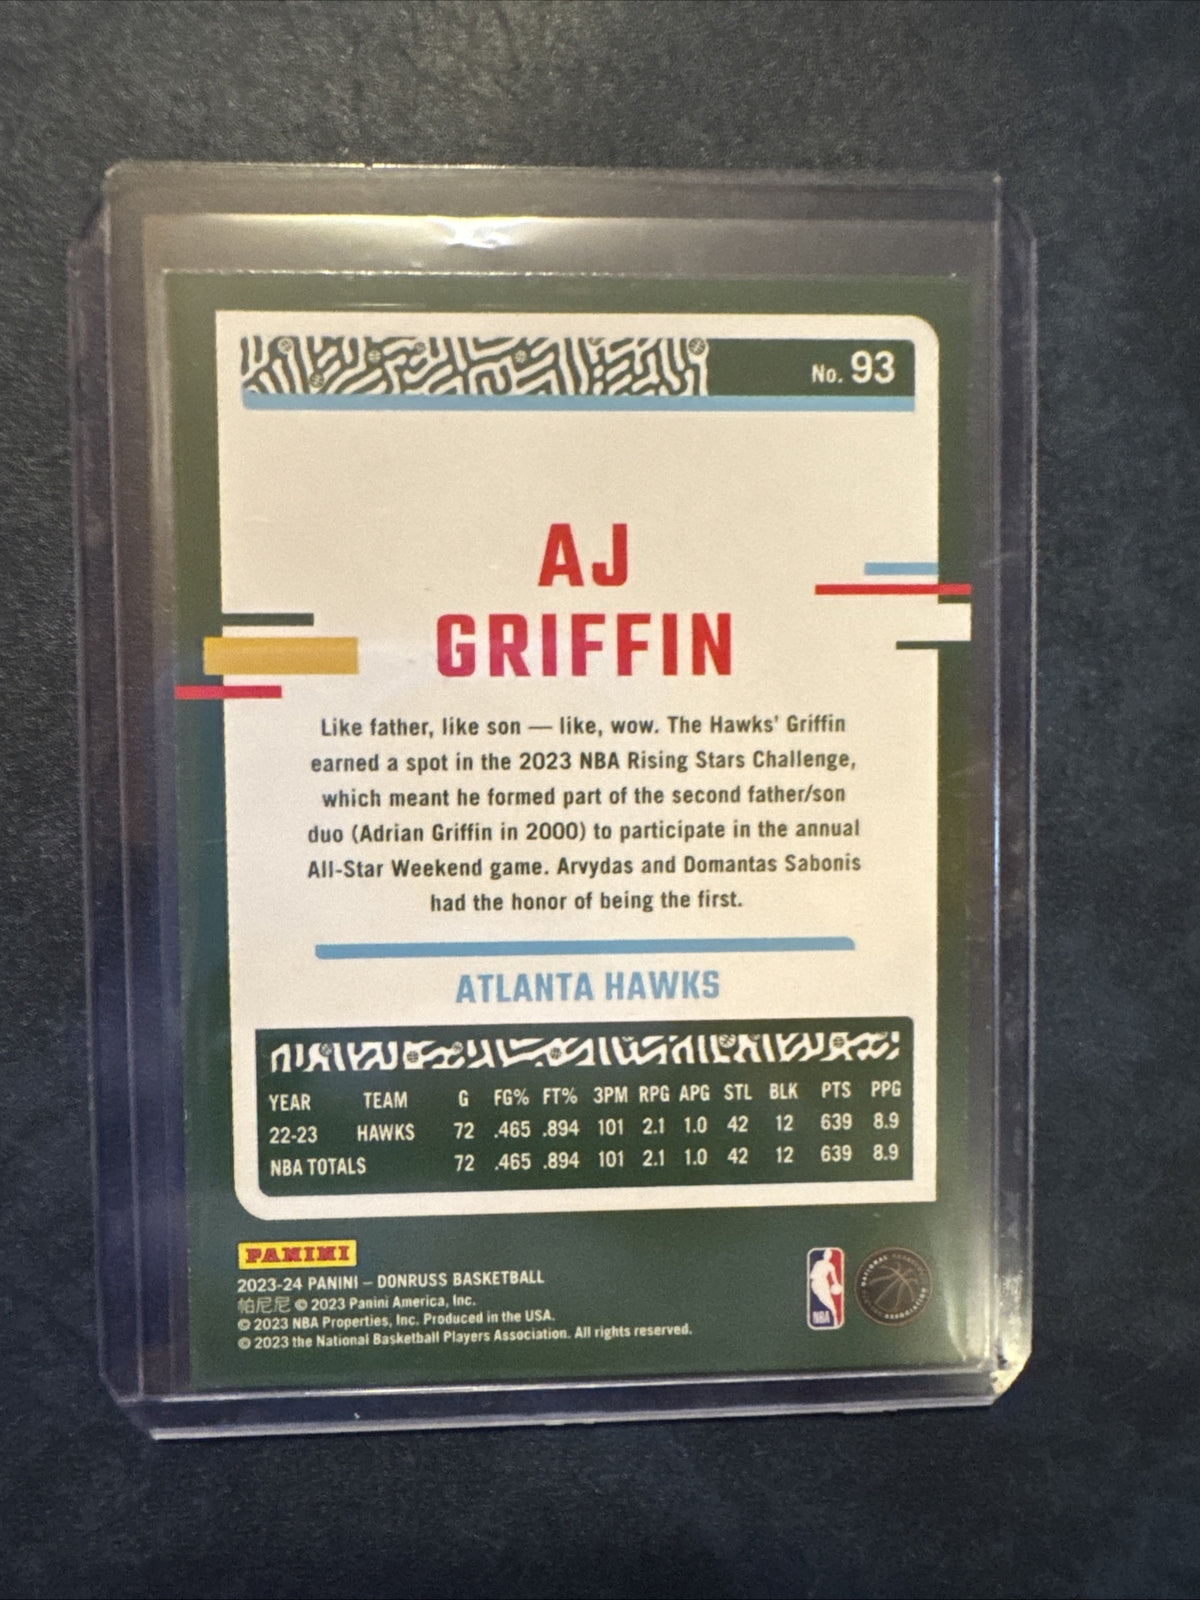 No. 93
AJ
GRIFFIN
Like father, like son — like, wow. The Hawks' Griffin
earned a spot in the 2023 NBA Rising Stars Challenge,
which meant he formed part of the second father/son
duo (Adrian Griffin in 2000) to participate in the annual
All-Star Weekend game. Arvydas and Domantas Sabonis
had the honor of being the first.
ATLANTA HAWKS
YEAR TEAM G FG% FT% 3PM RPG APG STL BLK PTS PPG
22-23 HAWKS 72 .465 .894 101 2.1 1.0 42 12 639 8.9
NBA TOTALS 72 .465 .894 101 2.1 1.0 42 12 639 8.9
PANINI
2023-24 PANINI – DONRUSS BASKETBALL
帕尼尼 © 2023 Panini America, Inc.
© 2023 NBA Properties, Inc. Produced in the USA.
© 2023 the National Basketball Players Association. All rights reserved.
NBA